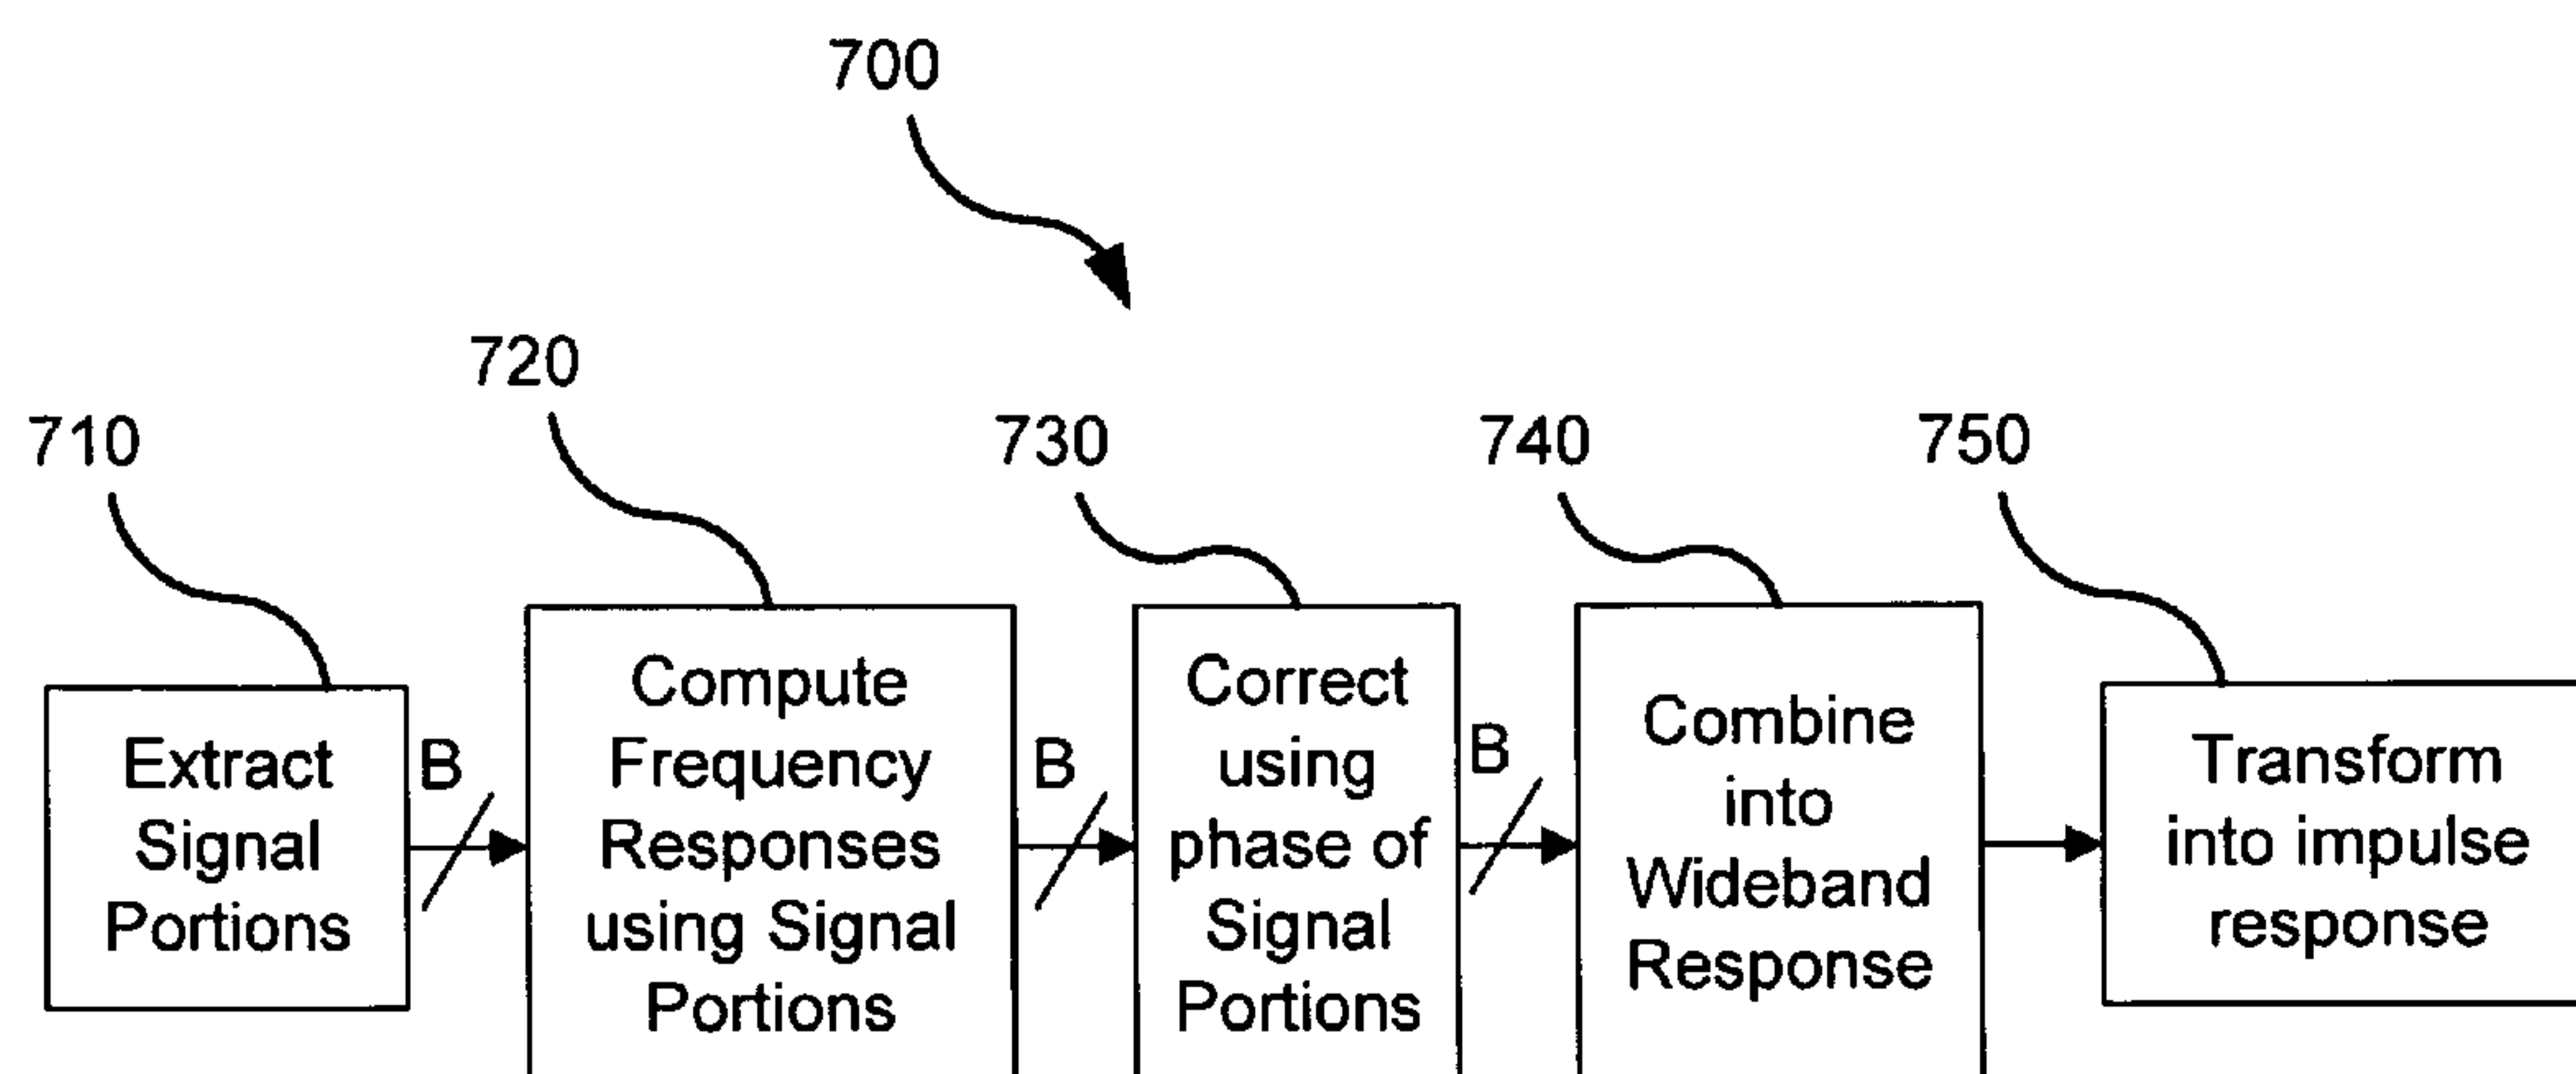 700
720
710
730
740
750
Extract
Signal
Portions
B
Compute
Frequency
Responses
using Signal
Portions
B
Correct
using
phase of
Signal
Portions
B
Combine
into
Wideband
Response
Transform
into impulse
response